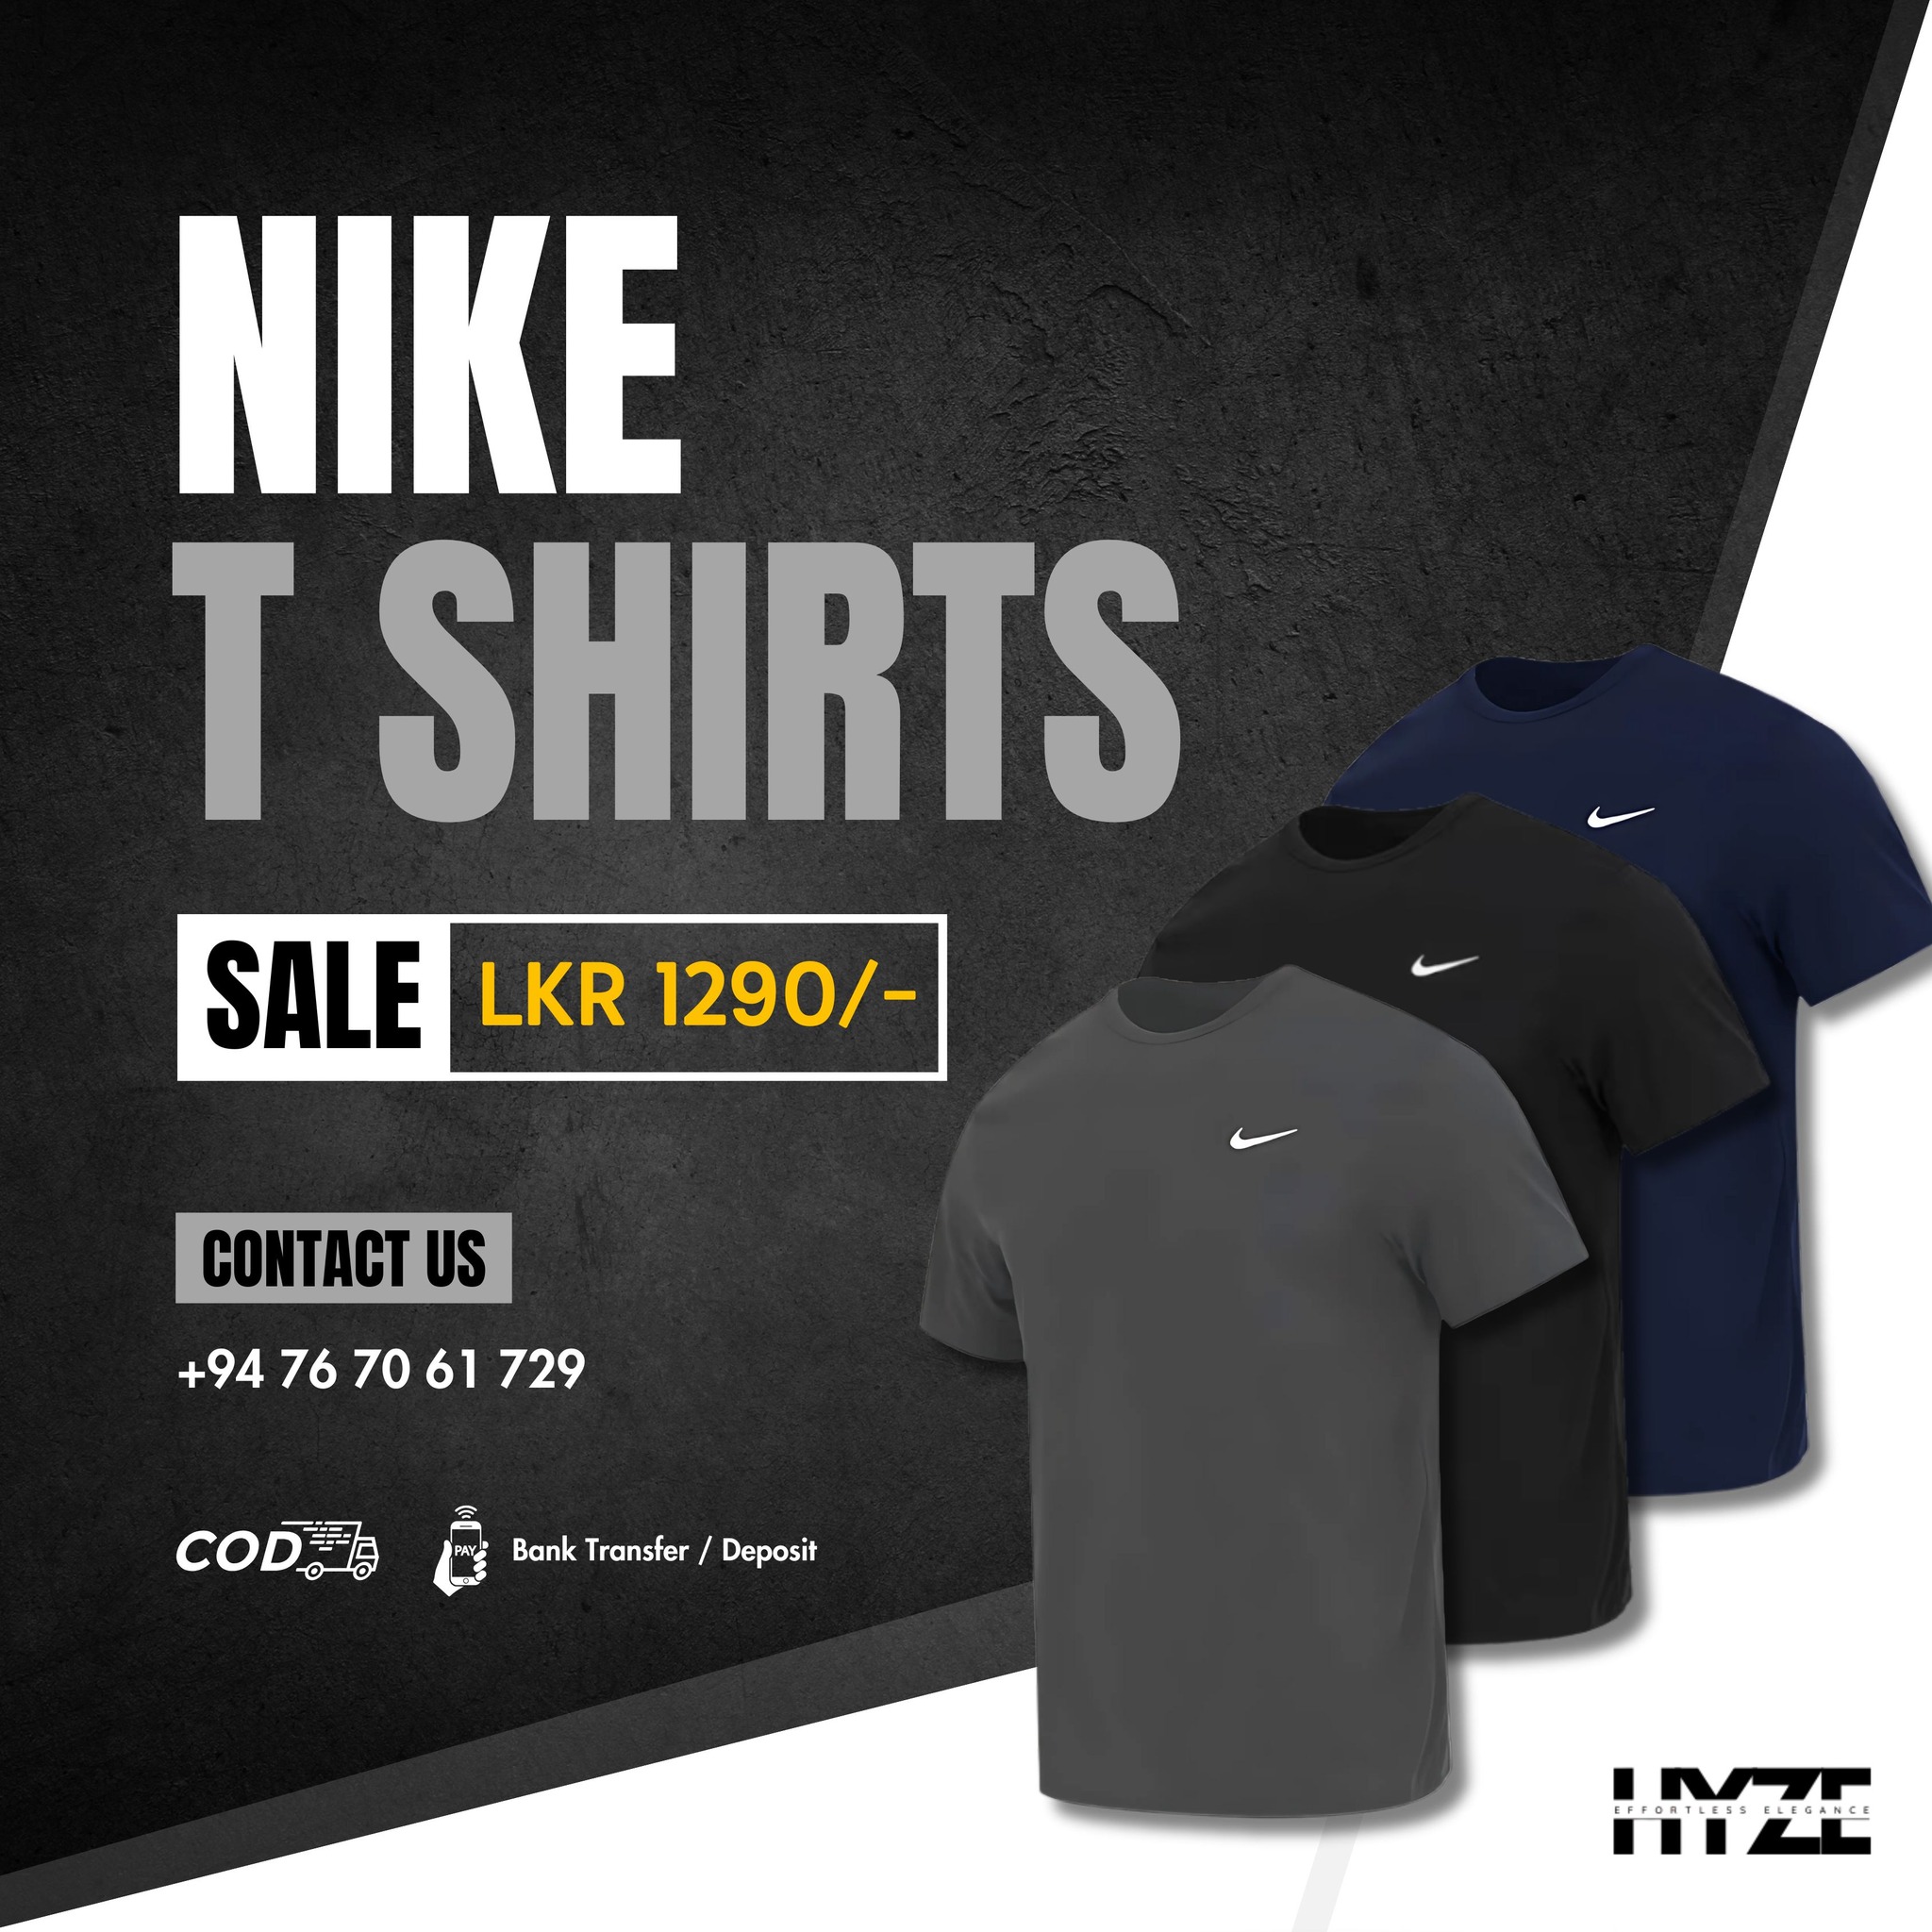 NIKE
T SHIRTS
SALE LKR 1290/-
CONTACT US
+94 76 70 61 729
COD PAY Bank Transfer / Deposit
HYZE
EFFORTLESS ELEGANCE